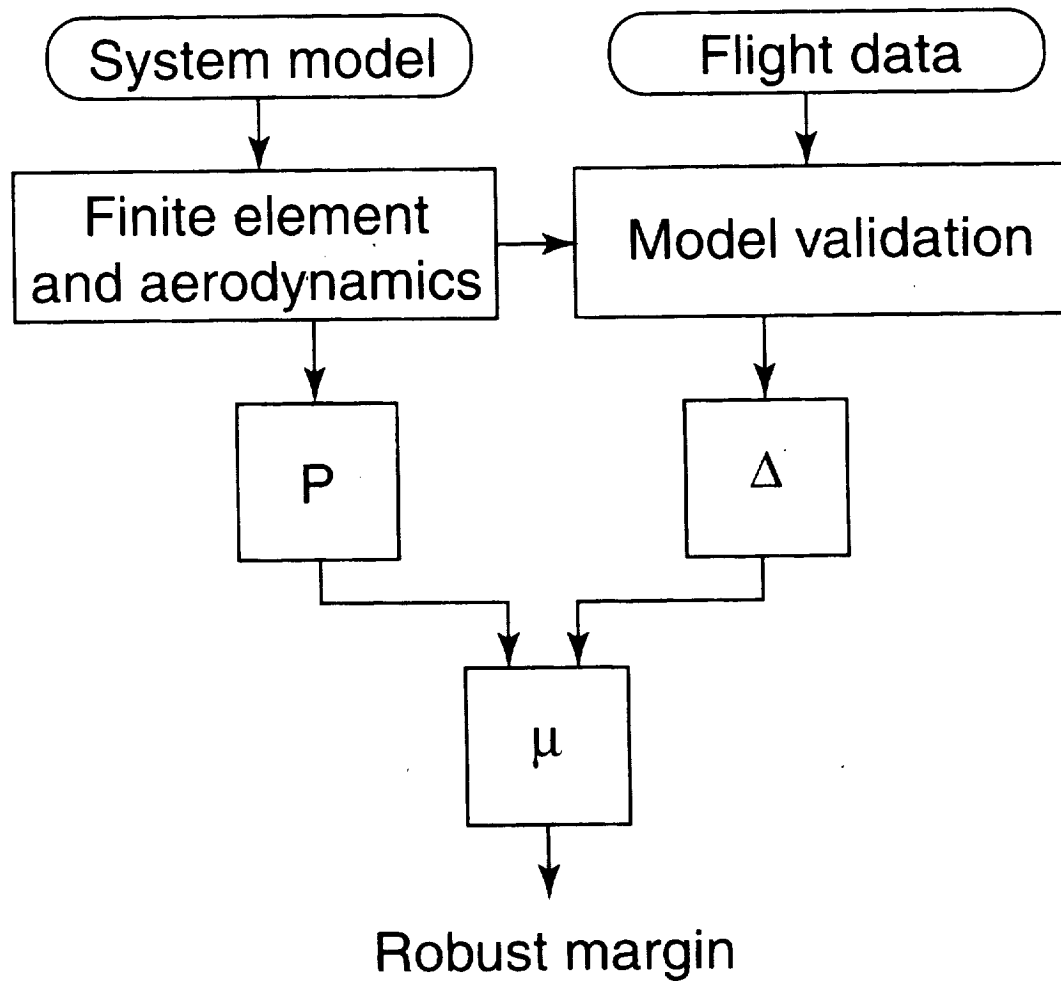 System model
Flight data
Finite element
and aerodynamics
Model validation
P
Δ
μ
Robust margin